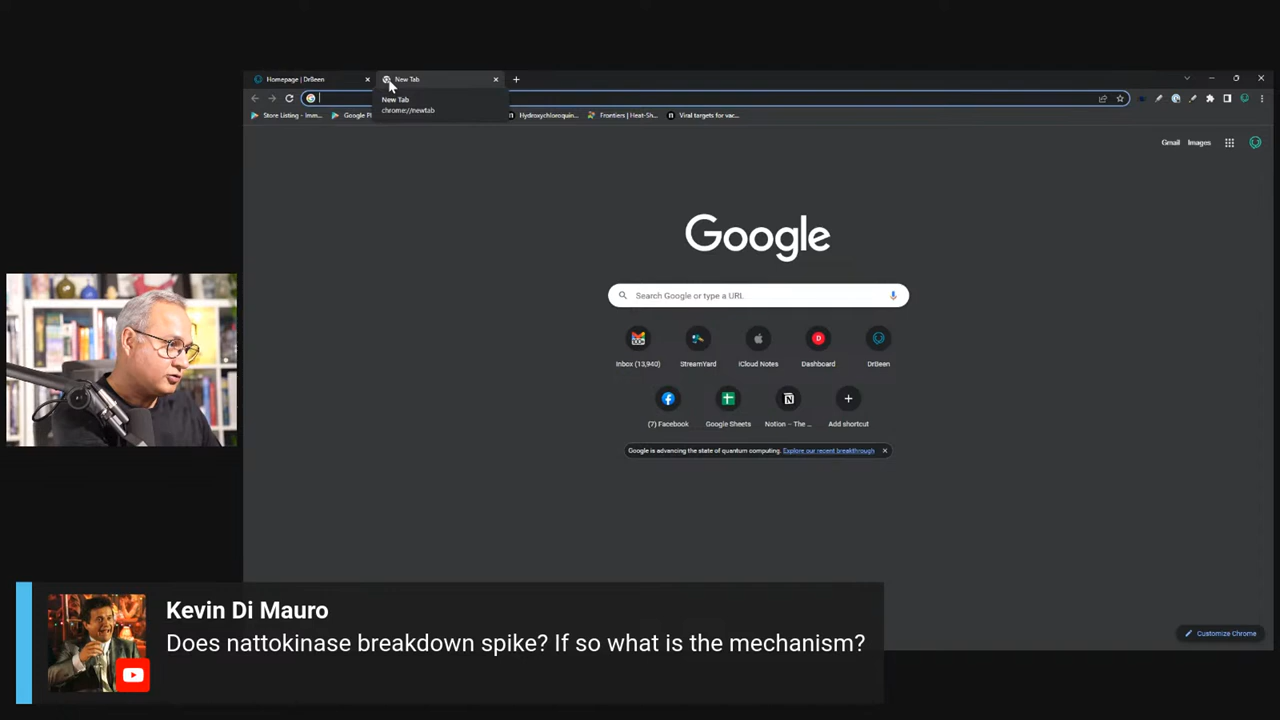 Homepage | DrBeen
New Tab
New Tab
chrome://newtab
Store Listing - Imm...
Google Pl
Hydroxychloroquin...
Frontiers | Heat-Sh...
Viral targets for vac...
Gmail
Images
Google
Search Google or type a URL
Inbox (13,940)
StreamYard
iCloud Notes
Dashboard
DrBeen
(7) Facebook
Google Sheets
Notion – The ...
Add shortcut
Google is advancing the state of quantum computing. Explore our recent breakthrough
Customize Chrome
Kevin Di Mauro
Does nattokinase breakdown spike? If so what is the mechanism?